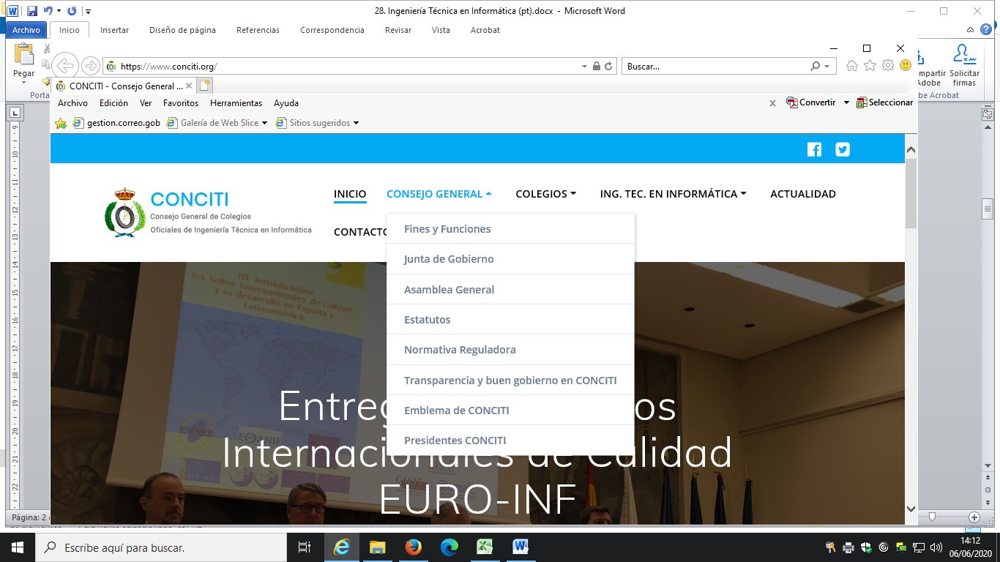 28. Ingeniería Técnica en Informática (pt).docx - Microsoft Word
Archivo Inicio Insertar Diseño de página Referencias Correspondencia Revisar Vista Acrobat
Pegar
Porta
Solicitar
firmas
Adobe
be Acrobat
https://www.conciti.org/
Buscar...
CONCITI - Consejo General ...
Archivo Edición Ver Favoritos Herramientas Ayuda
Convertir Seleccionar
gestion.correo.gob Galería de Web Slice Sitios sugeridos
CONCITI
Consejo General de Colegios
Oficiales de Ingeniería Técnica en Informática
INICIO CONSEJO GENERAL COLEGIOS ING. TEC. EN INFORMÁTICA ACTUALIDAD
CONTACTO
Fines y Funciones
Junta de Gobierno
Asamblea General
Estatutos
Normativa Reguladora
Transparencia y buen gobierno en CONCITI
Emblema de CONCITI
Presidentes CONCITI
III Jornada sobre
los Sellos Internacionales de Calidad
y su desarrollo en España y
Latinoamérica
Entreg os
Internacionales de Calidad
EURO-INF
ENAEE
EQANIE
Página: 2
Escribe aquí para buscar.
14:12
06/06/2020